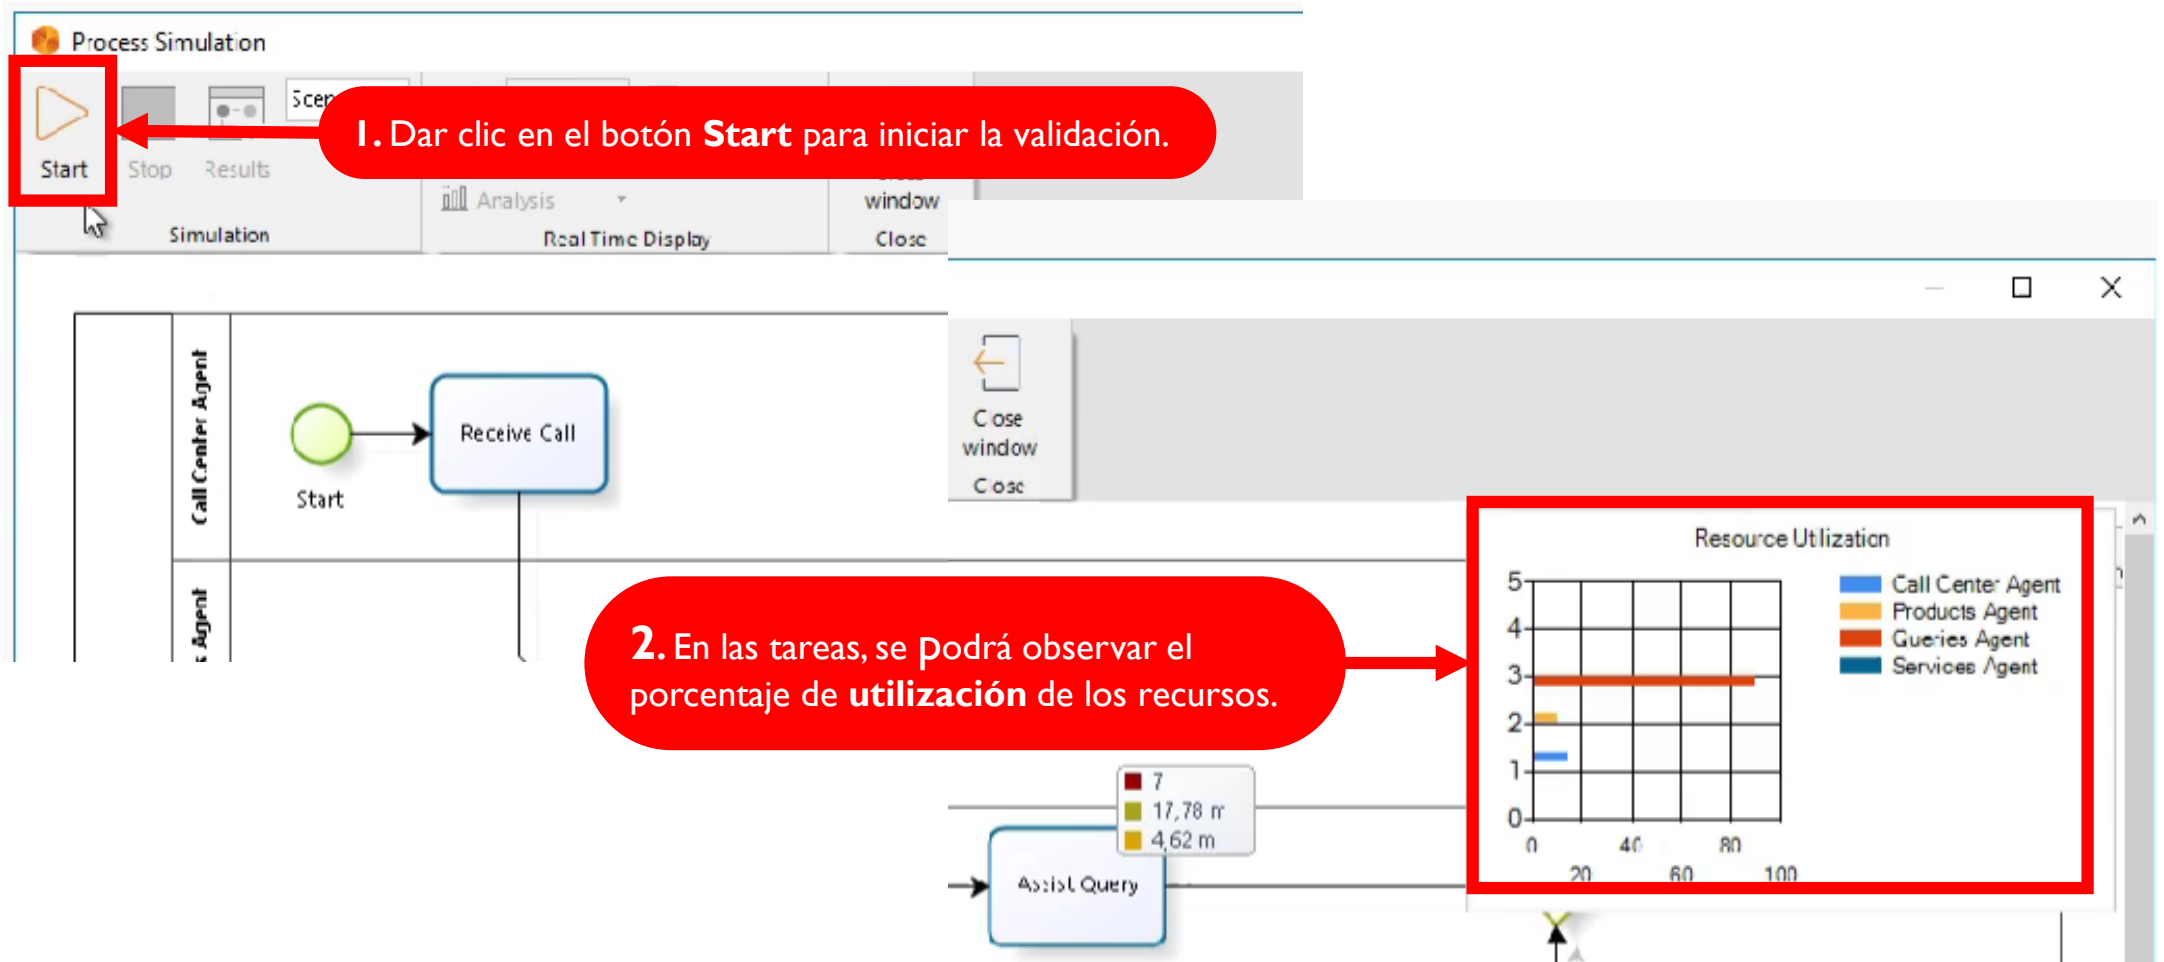 Process Simulation
Start
Stop
Results
Scen
1. Dar clic en el botón Start para iniciar la validación.
Analysis
window
Simulation
Real Time Display
Close
Call Center Agent
Start
Receive Call
Agent
Close
window
Close
2. En las tareas, se podrá observar el
porcentaje de utilización de los recursos.
Resource Utilization
5
4
3
2
1
0
0
20
40
60
80
100
Call Center Agent
Products Agent
Queries Agent
Services Agent
7
17,78 m
4,62 m
Assist Query